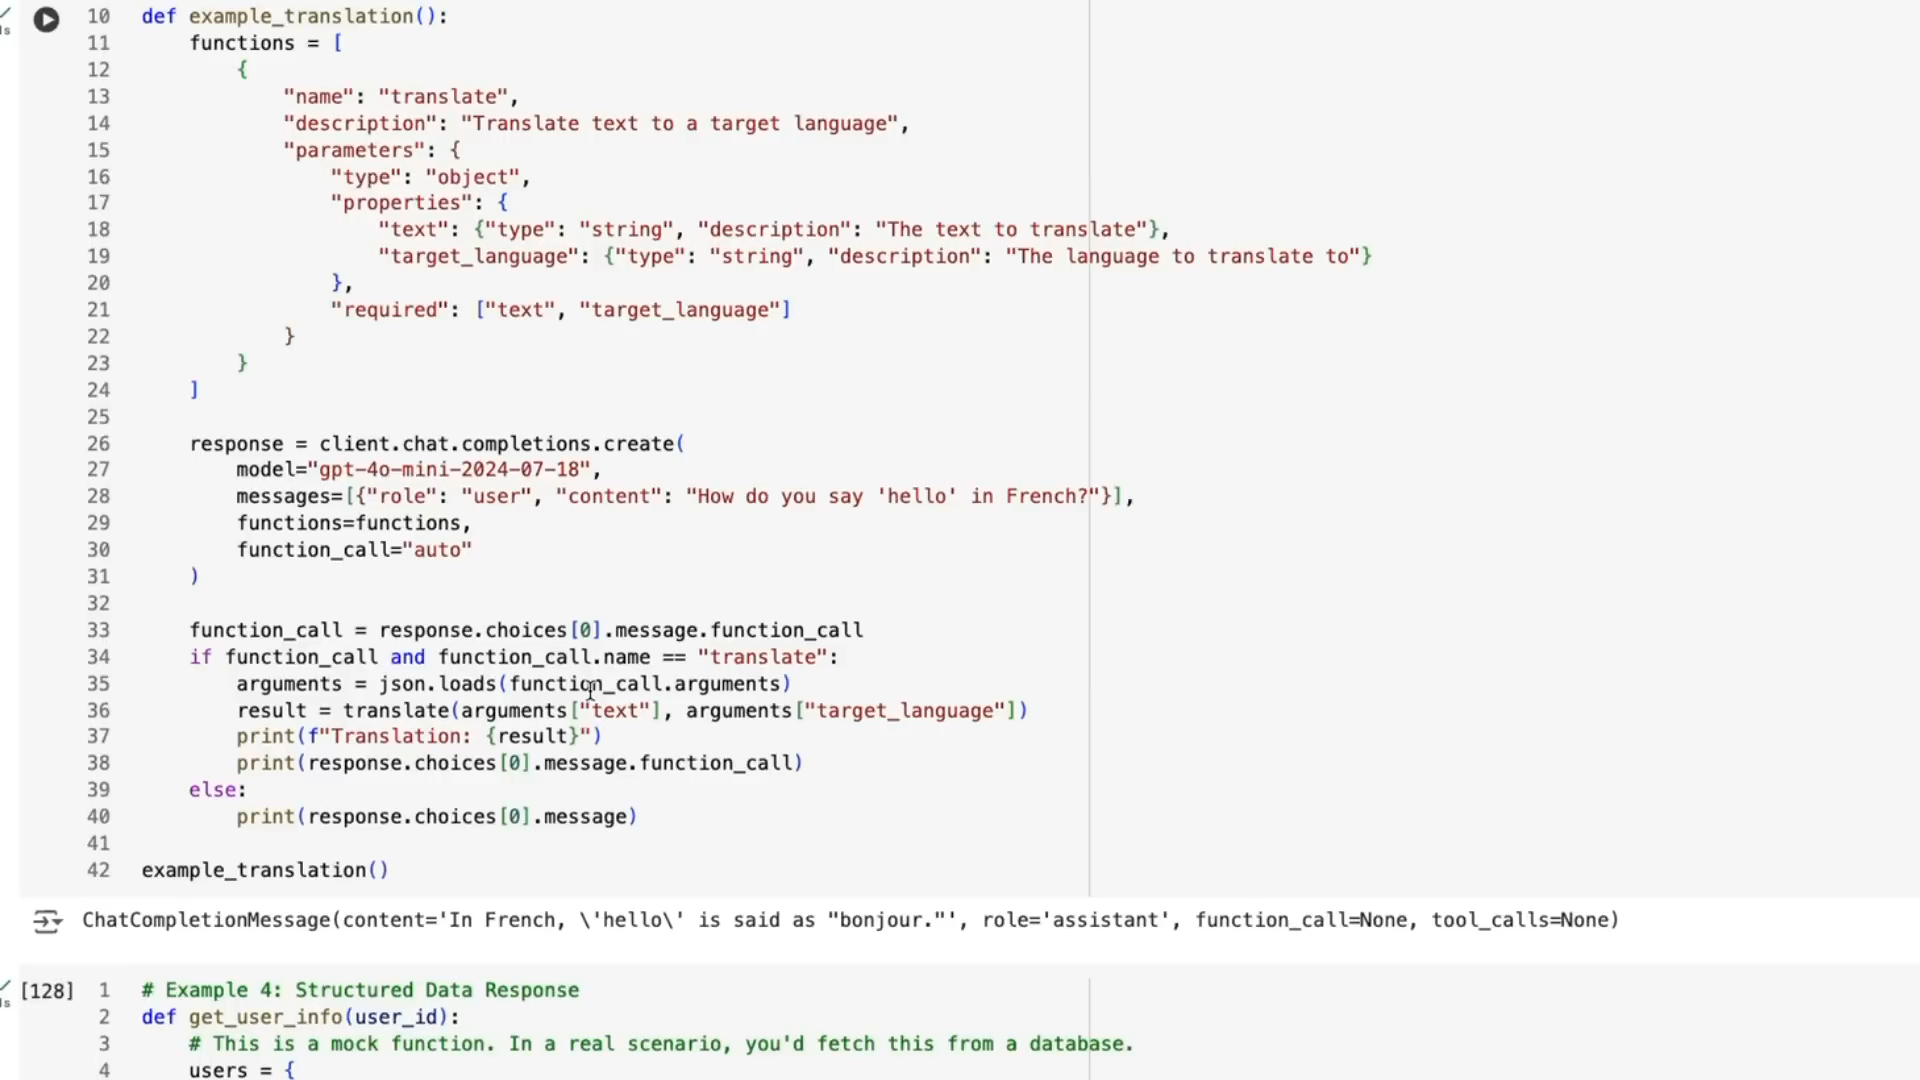 10 def example_translation():
11     functions = [
12         {
13             "name": "translate",
14             "description": "Translate text to a target language",
15             "parameters": {
16                 "type": "object",
17                 "properties": {
18                     "text": {"type": "string", "description": "The text to translate"},
19                     "target_language": {"type": "string", "description": "The language to translate to"}
20                 },
21                 "required": ["text", "target_language"]
22             }
23         }
24     ]
25
26     response = client.chat.completions.create(
27         model="gpt-4o-mini-2024-07-18",
28         messages=[{"role": "user", "content": "How do you say 'hello' in French?"}],
29         functions=functions,
30         function_call="auto"
31     )
32
33     function_call = response.choices[0].message.function_call
34     if function_call and function_call.name == "translate":
35         arguments = json.loads(function_call.arguments)
36         result = translate(arguments["text"], arguments["target_language"])
37         print(f"Translation: {result}")
38         print(response.choices[0].message.function_call)
39     else:
40         print(response.choices[0].message)
41
42 example_translation()
ChatCompletionMessage(content='In French, \'hello\' is said as "bonjour."', role='assistant', function_call=None, tool_calls=None)
[128] 1 # Example 4: Structured Data Response
2 def get_user_info(user_id):
3     # This is a mock function. In a real scenario, you'd fetch this from a database.
4     users = {